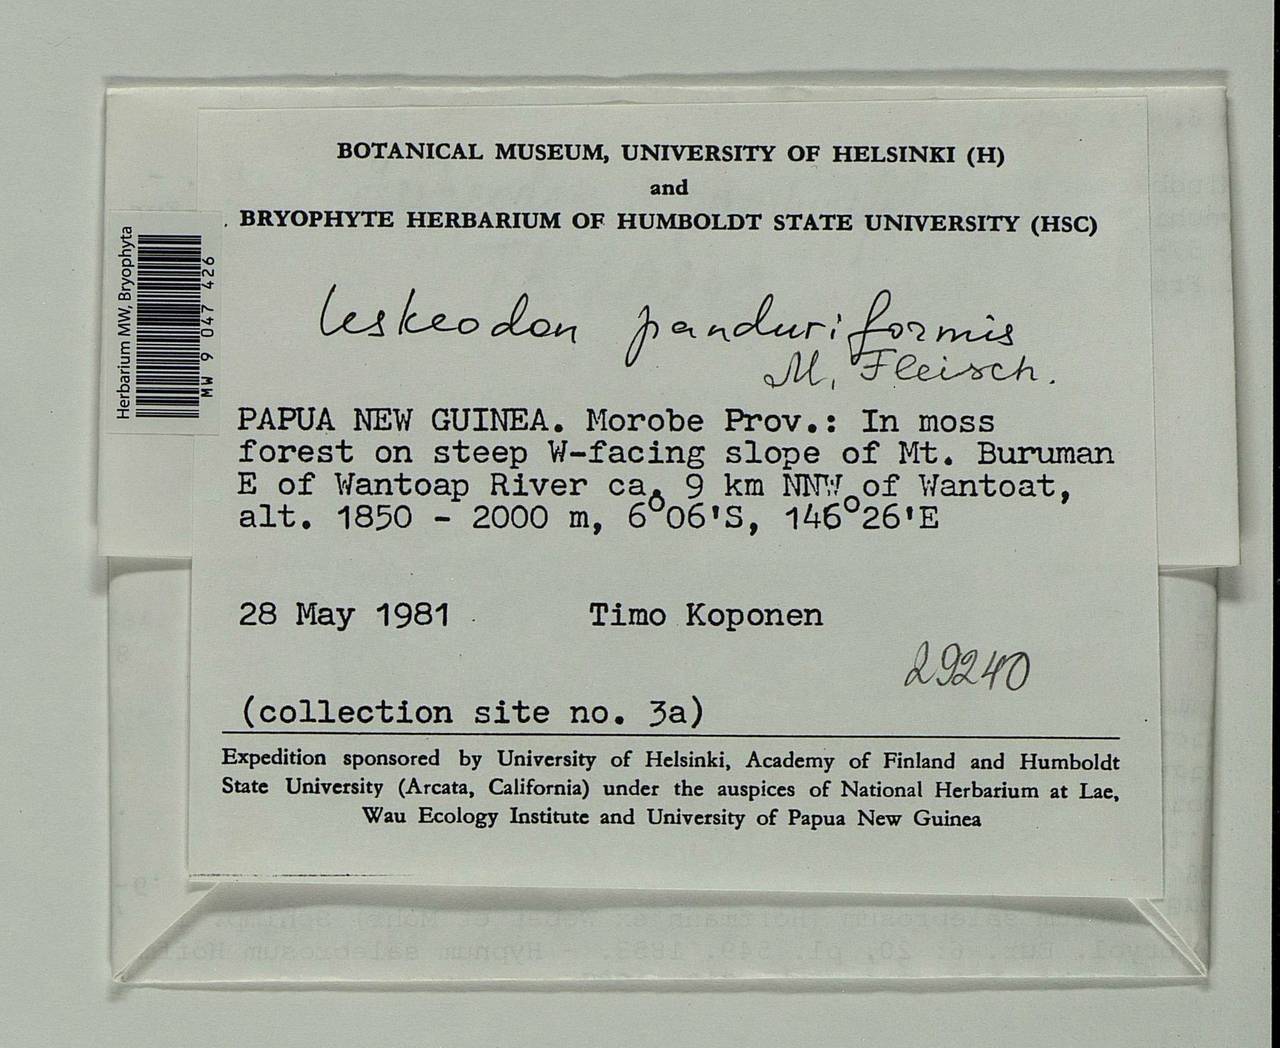 BOTANICAL MUSEUM, UNIVERSITY OF HELSINKI (H)
and
BRYOPHYTE HERBARIUM OF HUMBOLDT STATE UNIVERSITY (HSC)
Herbarium MW, Bryophyta
MW 9 047 426
Leskeodon panduriformis
M. Fleisch.
PAPUA NEW GUINEA. Morobe Prov.: In moss
forest on steep W-facing slope of Mt. Buruman
E of Wantoap River ca. 9 km NNW of Wantoat,
alt. 1850 - 2000 m, 6°06'S, 146°26'E
28 May 1981 Timo Koponen
29240
(collection site no. 3a)
Expedition sponsored by University of Helsinki, Academy of Finland and Humboldt
State University (Arcata, California) under the auspices of National Herbarium at Lae,
Wau Ecology Institute and University of Papua New Guinea